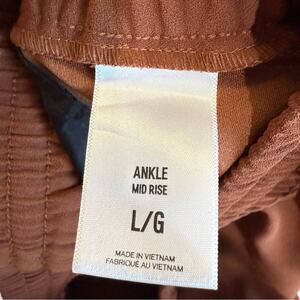 ANKLE
MID RISE
L/G
MADE IN VIETNAM
FABRIQUÉ AU VIETNAM